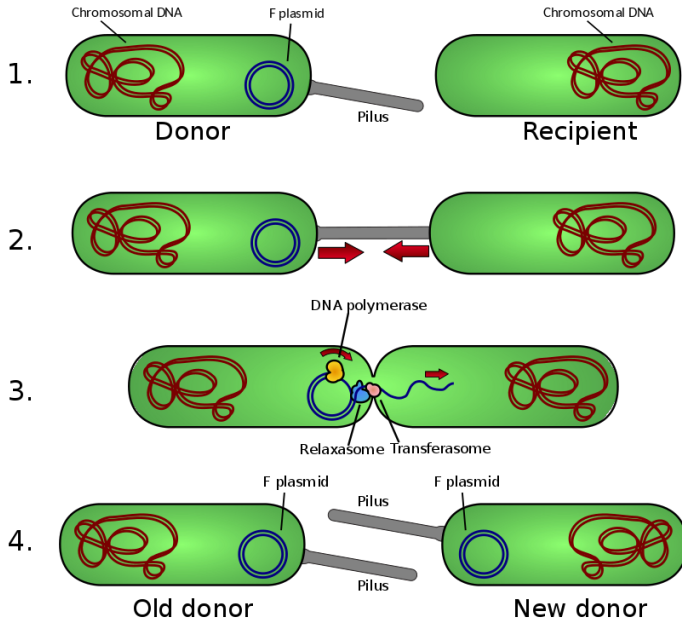 Chromosomal DNA
F plasmid
Chromosomal DNA
1.
Pilus
Donor
Recipient
2.
DNA polymerase
3.
Relaxasome
Transferasome
F plasmid
Pilus
F plasmid
4.
Pilus
Old donor
New donor